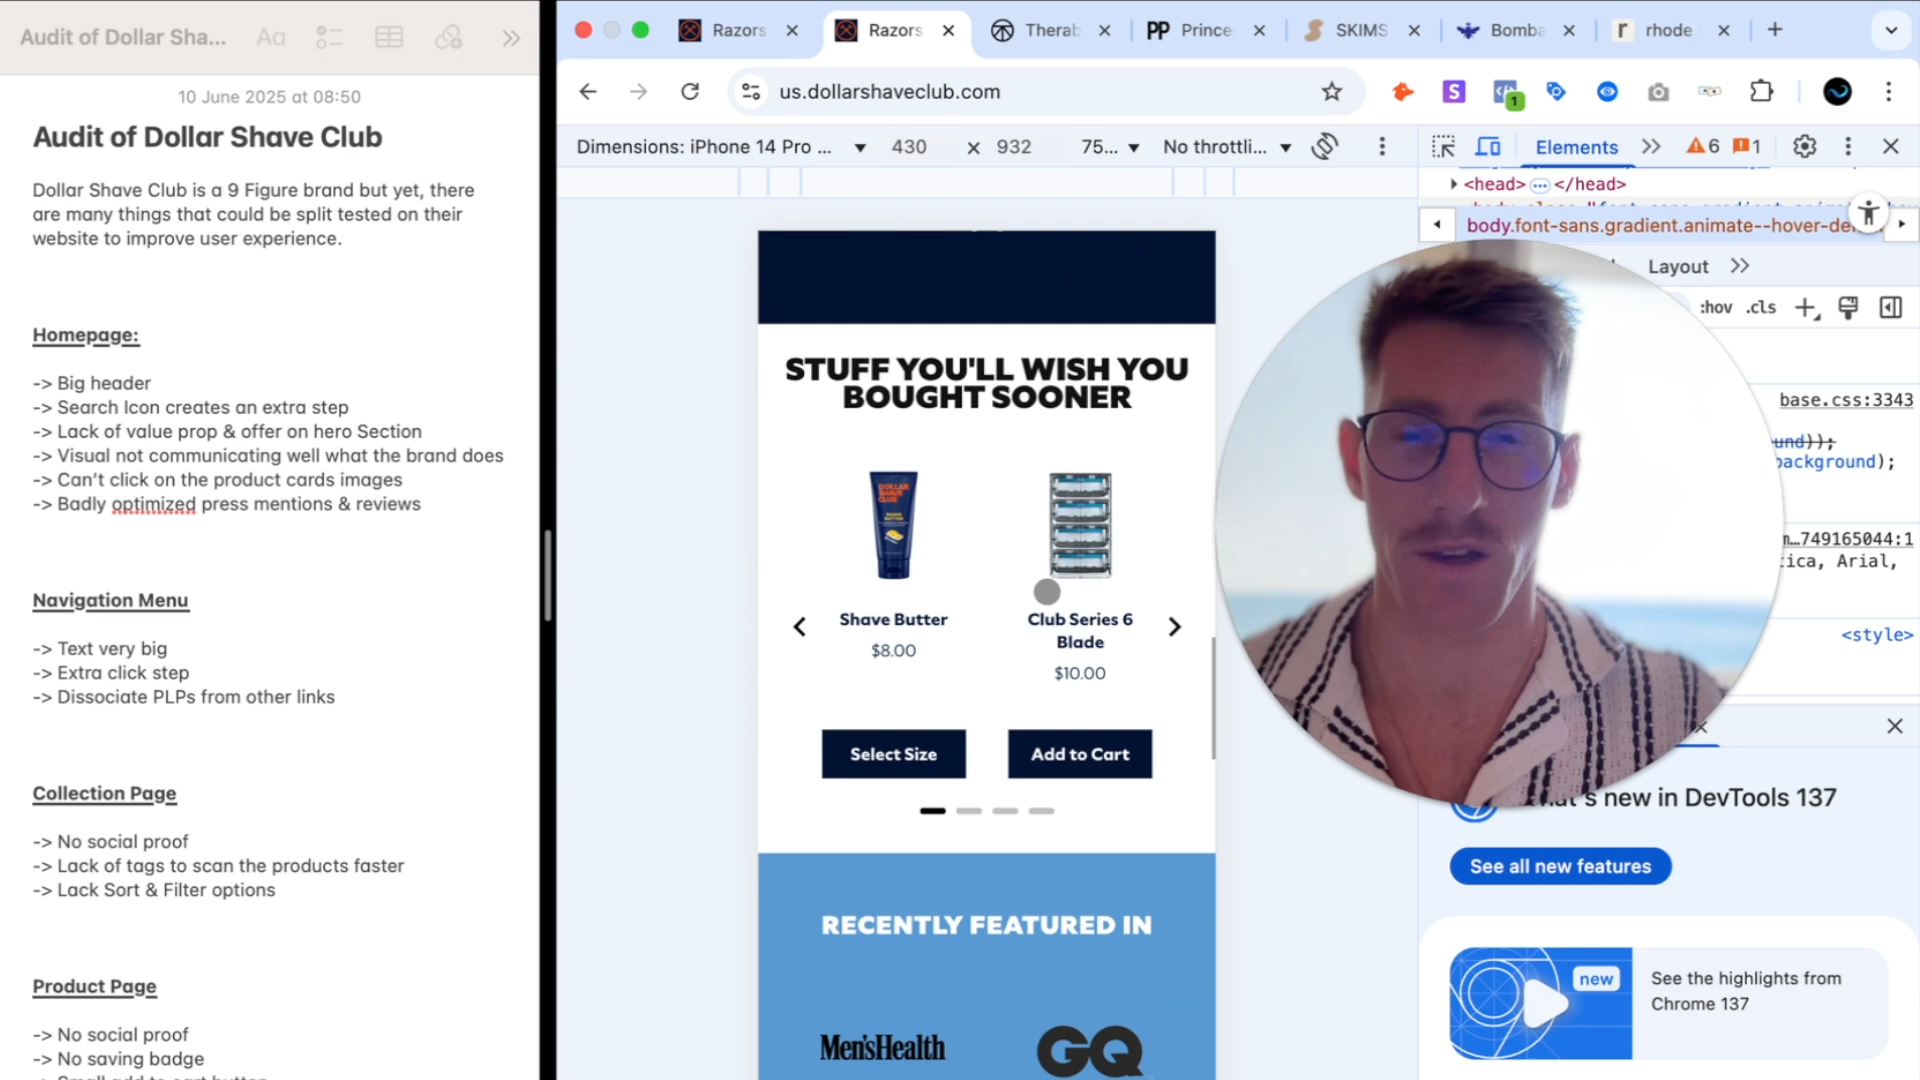 Audit of Dollar Sha...
Aa
10 June 2025 at 08:50
Audit of Dollar Shave Club
Dollar Shave Club is a 9 Figure brand but yet, there
are many things that could be split tested on their
website to improve user experience.
Homepage:
-> Big header
-> Search Icon creates an extra step
-> Lack of value prop & offer on hero Section
-> Visual not communicating well what the brand does
-> Can’t click on the product cards images
-> Badly optimized press mentions & reviews
Navigation Menu
-> Text very big
-> Extra click step
-> Dissociate PLPs from other links
Collection Page
-> No social proof
-> Lack of tags to scan the products faster
-> Lack Sort & Filter options
Product Page
-> No social proof
-> No saving badge
Razors
Razors
Therab
PP Prince
SKIMS
Bomba
r rhode
us.dollarshaveclub.com
S
1
Dimensions: iPhone 14 Pro ...
430 × 932
75...
No throttli...
Elements
6
1
<head> ... </head>
body.font-sans.gradient.animate--hover-de
Layout
:hov .cls
base.css:3343
und));
background);
m...749165044:1
ica, Arial,
<style>
STUFF YOU'LL WISH YOU
BOUGHT SOONER
DOLLAR
SHAVE
CLUB
Shave Butter
$8.00
Select Size
Club Series 6
Blade
$10.00
Add to Cart
RECENTLY FEATURED IN
Men'sHealth
GQ
's new in DevTools 137
See all new features
new
See the highlights from
Chrome 137